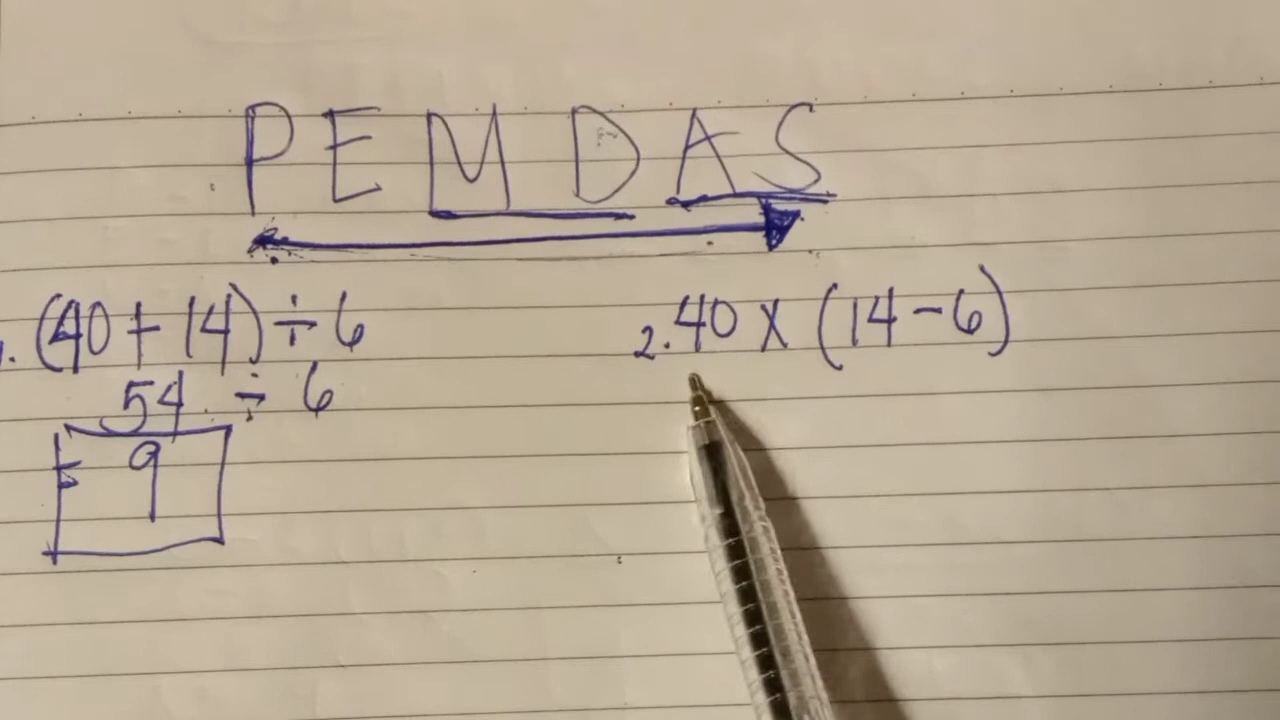 PEMDAS
. (40 + 14) ÷ 6
54 ÷ 6
= 9
2. 40 x (14 - 6)